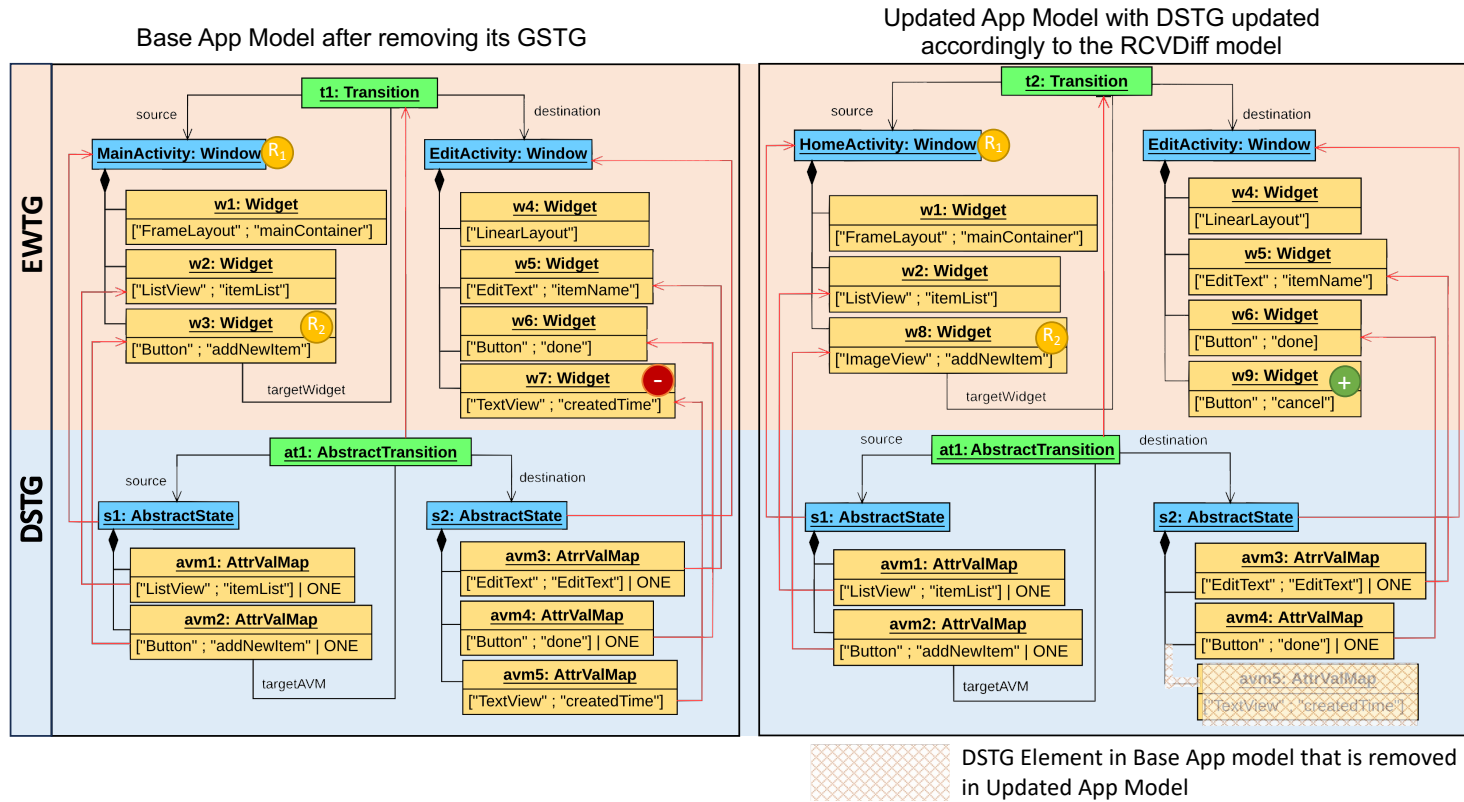 Base App Model after removing its GSTG
Updated App Model with DSTG updated
accordingly to the RCVDiff model
EWTG
DSTG
t1: Transition
source
destination
MainActivity: Window
R1
EditActivity: Window
w1: Widget
["FrameLayout" ; "mainContainer"]
w2: Widget
["ListView" ; "itemList"]
w3: Widget
R2
["Button" ; "addNewItem"]
targetWidget
w4: Widget
["LinearLayout"]
w5: Widget
["EditText" ; "itemName"]
w6: Widget
["Button" ; "done"]
w7: Widget
-
["TextView" ; "createdTime"]
at1: AbstractTransition
source
destination
s1: AbstractState
s2: AbstractState
avm1: AttrValMap
["ListView" ; "itemList"] | ONE
avm2: AttrValMap
["Button" ; "addNewItem" | ONE
targetAVM
avm3: AtrrValMap
["EditText" ; "EditText"] | ONE
avm4: AttrValMap
["Button" ; "done"] | ONE
avm5: AttrValMap
["TextView" ; "createdTime"]
t2: Transition
source
destination
HomeActivity: Window
R1
EditActivity: Window
w1: Widget
["FrameLayout" ; "mainContainer"]
w2: Widget
["ListView" ; "itemList"]
w8: Widget
R2
["ImageView" ; "addNewItem"]
targetWidget
w4: Widget
["LinearLayout"]
w5: Widget
["EditText" ; "itemName"]
w6: Widget
["Button" ; "done]
w9: Widget
+
["Button" ; "cancel"]
at1: AbstractTransition
source
destination
s1: AbstractState
s2: AbstractState
avm1: AttrValMap
["ListView" ; "itemList"] | ONE
avm2: AttrValMap
["Button" ; "addNewItem" | ONE
targetAVM
avm3: AtrrValMap
["EditText" ; "EditText"] | ONE
avm4: AttrValMap
["Button" ; "done"] | ONE
avm5: AttrValMap
["TextView" ; "createdTime"]
DSTG Element in Base App model that is removed
in Updated App Model